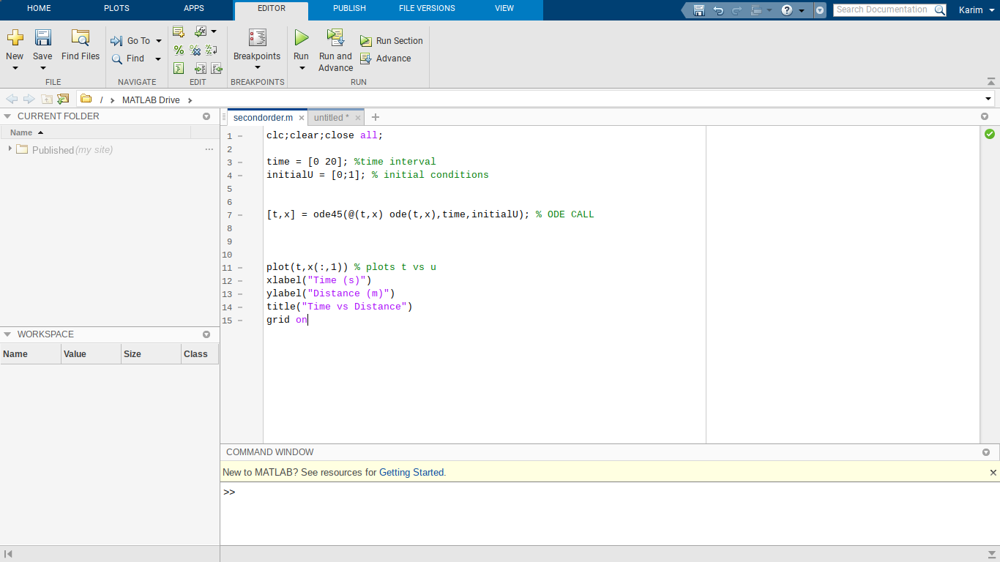 HOME PLOTS APPS EDITOR PUBLISH FILE VERSIONS VIEW Search Documentation Karim
New Save Find Files Go To Find Breakpoints Run Run and Advance Run Section Advance
FILE NAVIGATE EDIT BREAKPOINTS RUN
/ MATLAB Drive
CURRENT FOLDER
Name
Published (my site)
WORKSPACE
Name Value Size Class
secondorder.m × untitled * × +
1 – clc;clear;close all;
2
3 – time = [0 20]; %time interval
4 – initialU = [0;1]; % initial conditions
5
6
7 – [t,x] = ode45(@(t,x) ode(t,x),time,initialU); % ODE CALL
8
9
10
11 – plot(t,x(:,1)) % plots t vs u
12 – xlabel("Time (s)")
13 – ylabel("Distance (m)")
14 – title("Time vs Distance")
15 – grid on
COMMAND WINDOW
New to MATLAB? See resources for Getting Started.
>>